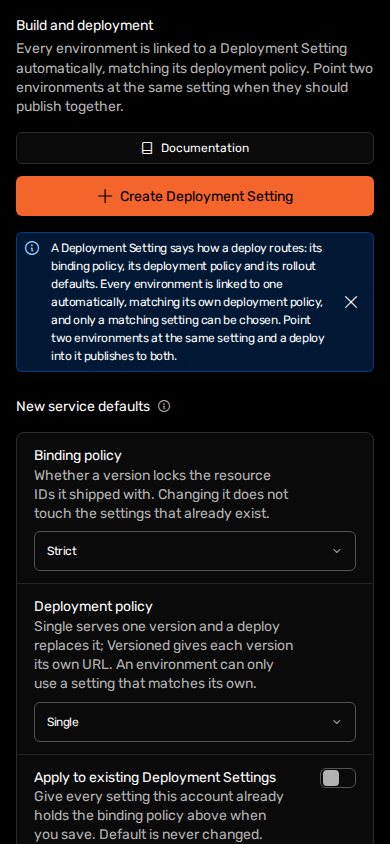 Build and deployment
Every environment is linked to a Deployment Setting
automatically, matching its deployment policy. Point two
environments at the same setting when they should
publish together.
Documentation
Create Deployment Setting
A Deployment Setting says how a deploy routes: its
binding policy, its deployment policy and its rollout
defaults. Every environment is linked to one
automatically, matching its own deployment policy,
and only a matching setting can be chosen. Point
two environments at the same setting and a deploy
into it publishes to both.
New service defaults
Binding policy
Whether a version locks the resource
IDs it shipped with. Changing it does not
touch the settings that already exist.
Strict
Deployment policy
Single serves one version and a deploy
replaces it; Versioned gives each version
its own URL. An environment can only
use a setting that matches its own.
Single
Apply to existing Deployment Settings
Give every setting this account already
holds the binding policy above when
you save. Default is never changed.